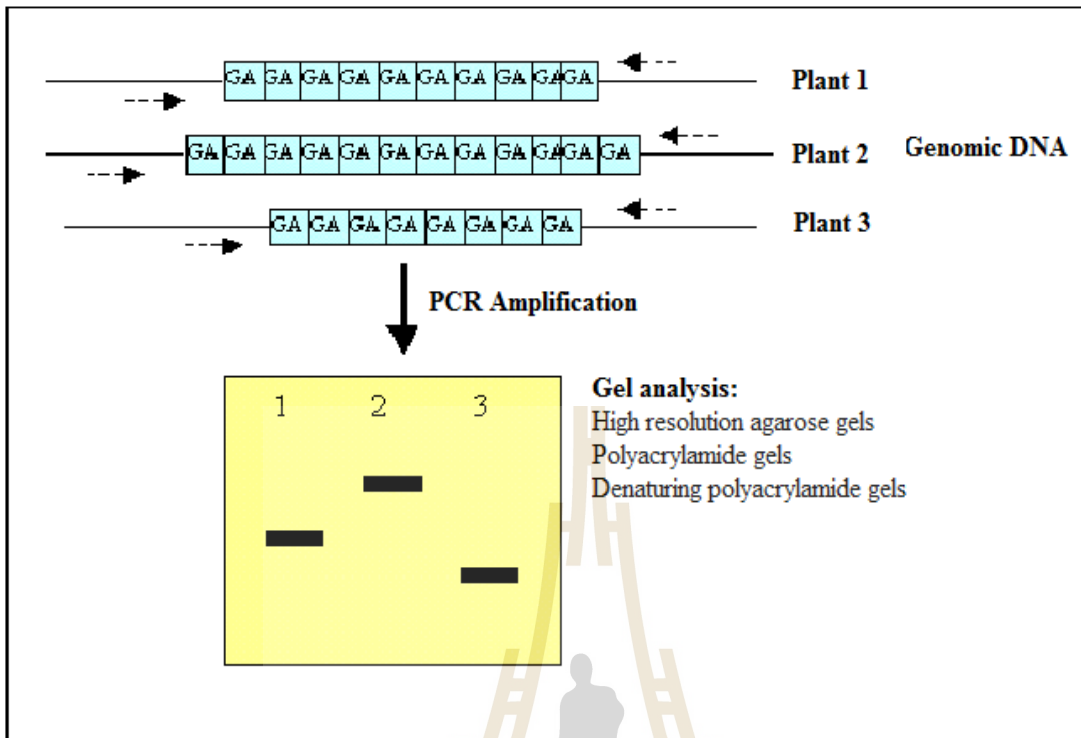 GA GA GA GA GA GA GA GA GA GA Plant 1
GA GA GA GA GA GA GA GA GA GA GA GA Plant 2 Genomic DNA
GA GA GA GA GA GA GA GA Plant 3
PCR Amplification
1 2 3
Gel analysis:
High resolution agarose gels
Polyacrylamide gels
Denaturing polyacrylamide gels